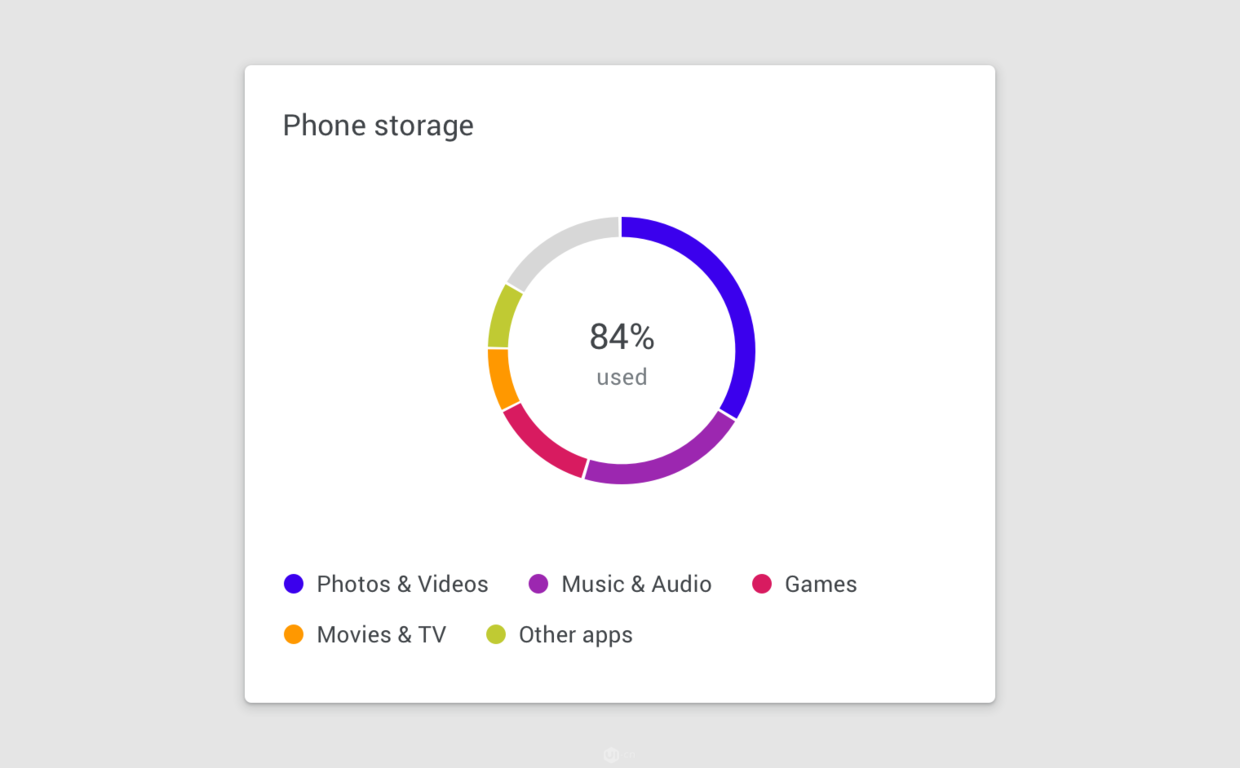 Phone storage
84%
used
Photos & Videos Music & Audio Games
Movies & TV Other apps